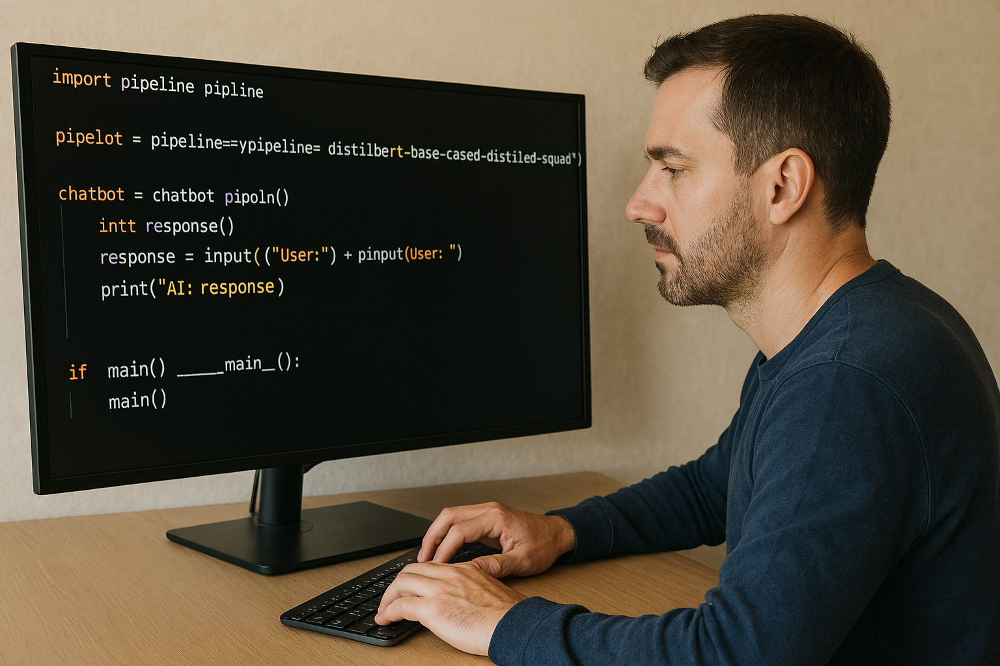 import pipeline pipline
pipelot = pipeline==ypipeline= distilbert-base-cased-distiled-squad")
chatbot = chatbot pipoln()
intt response()
response = input(("User:") + pinput(User: ")
print("AI: response)
if main() _____main__():
main()